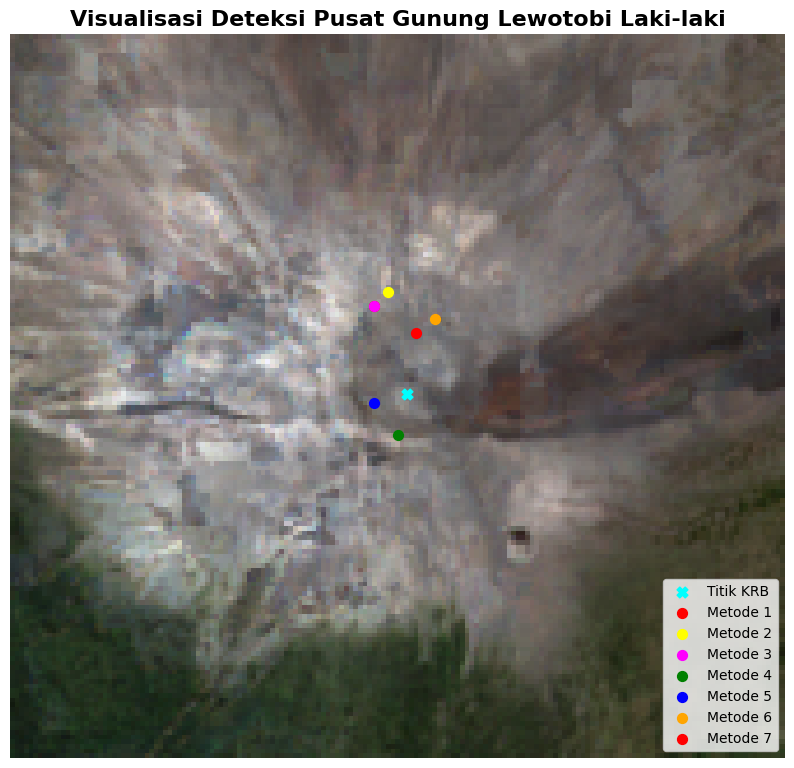 Visualisasi Deteksi Pusat Gunung Lewotobi Laki-laki
Titik KRB
Metode 1
Metode 2
Metode 3
Metode 4
Metode 5
Metode 6
Metode 7